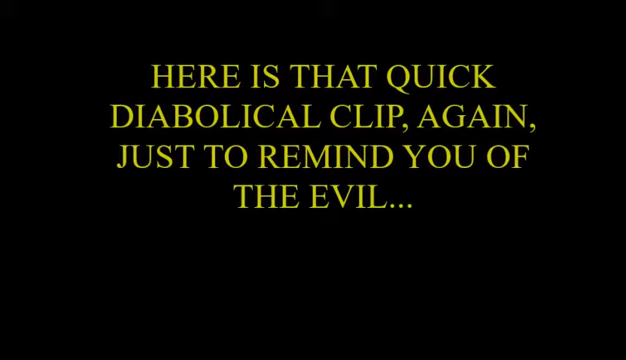 HERE IS THAT QUICK
DIABOLICAL CLIP, AGAIN,
JUST TO REMIND YOU OF
THE EVIL...